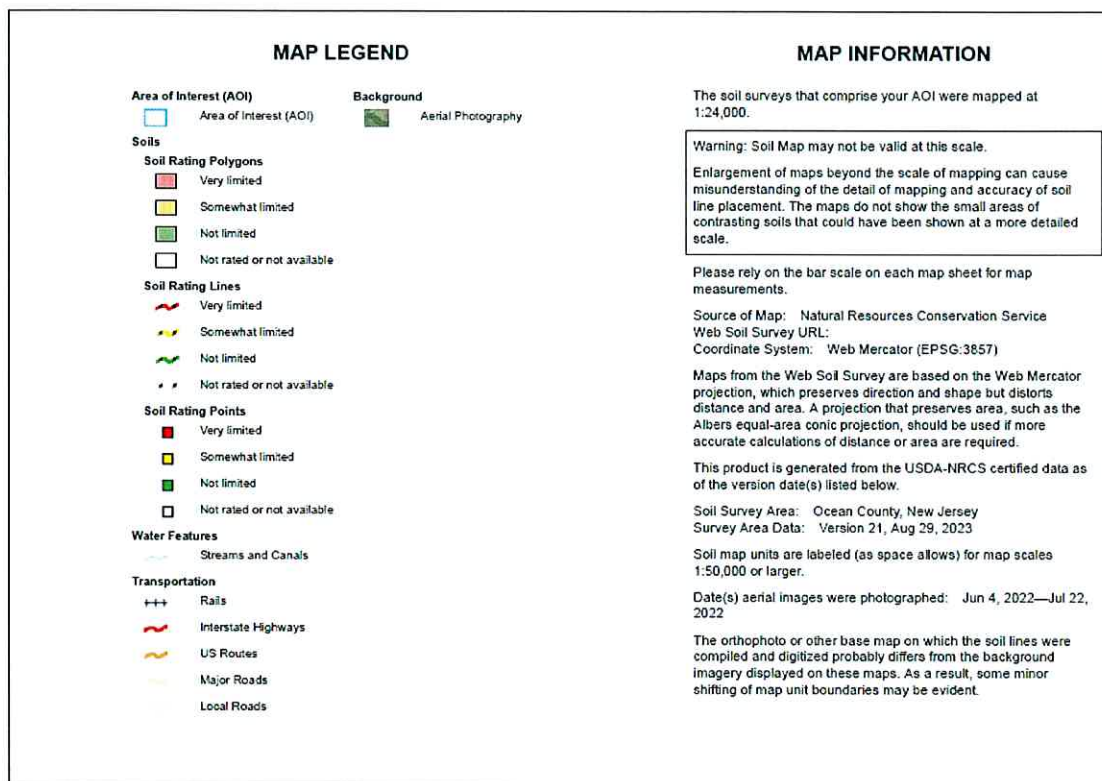 MAP LEGEND
Area of Interest (AOI)
Area of Interest (AOI)
Soils
Soil Rating Polygons
Very limited
Somewhat limited
Not limited
Not rated or not available
Soil Rating Lines
Very limited
Somewhat limited
Not limited
Not rated or not available
Soil Rating Points
Very limited
Somewhat limited
Not limited
Not rated or not available
Water Features
Streams and Canals
Transportation
Rails
Interstate Highways
US Routes
Major Roads
Local Roads
Background
Aerial Photography
MAP INFORMATION
The soil surveys that comprise your AOI were mapped at
1:24,000.
Warning: Soil Map may not be valid at this scale.
Enlargement of maps beyond the scale of mapping can cause
misunderstanding of the detail of mapping and accuracy of soil
line placement. The maps do not show the small areas of
contrasting soils that could have been shown at a more detailed
scale.
Please rely on the bar scale on each map sheet for map
measurements.
Source of Map: Natural Resources Conservation Service
Web Soil Survey URL:
Coordinate System: Web Mercator (EPSG:3857)
Maps from the Web Soil Survey are based on the Web Mercator
projection, which preserves direction and shape but distorts
distance and area. A projection that preserves area, such as the
Albers equal-area conic projection, should be used if more
accurate calculations of distance or area are required.
This product is generated from the USDA-NRCS certified data as
of the version date(s) listed below.
Soil Survey Area: Ocean County, New Jersey
Survey Area Data: Version 21, Aug 29, 2023
Soil map units are labeled (as space allows) for map scales
1:50,000 or larger.
Date(s) aerial images were photographed: Jun 4, 2022—Jul 22,
2022
The orthophoto or other base map on which the soil lines were
compiled and digitized probably differs from the background
imagery displayed on these maps. As a result, some minor
shifting of map unit boundaries may be evident.